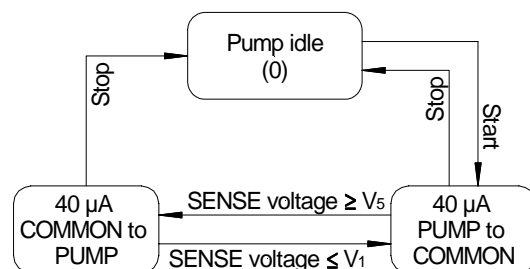 Pump idle
(0)
Stop
Stop
Start
SENSE voltage ≥ V5
40 µA
COMMON to
PUMP
40 µA
PUMP to
COMMON
SENSE voltage ≤ V1